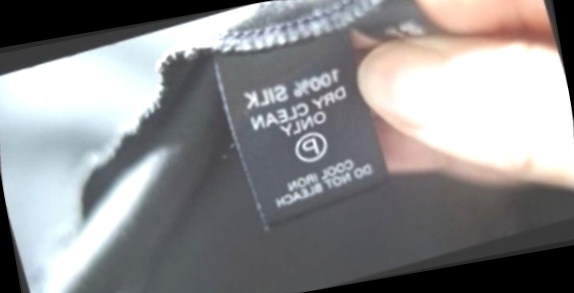 100% SILK
DRY CLEAN
ONLY
P
COOL IRON
DO NOT BLEACH